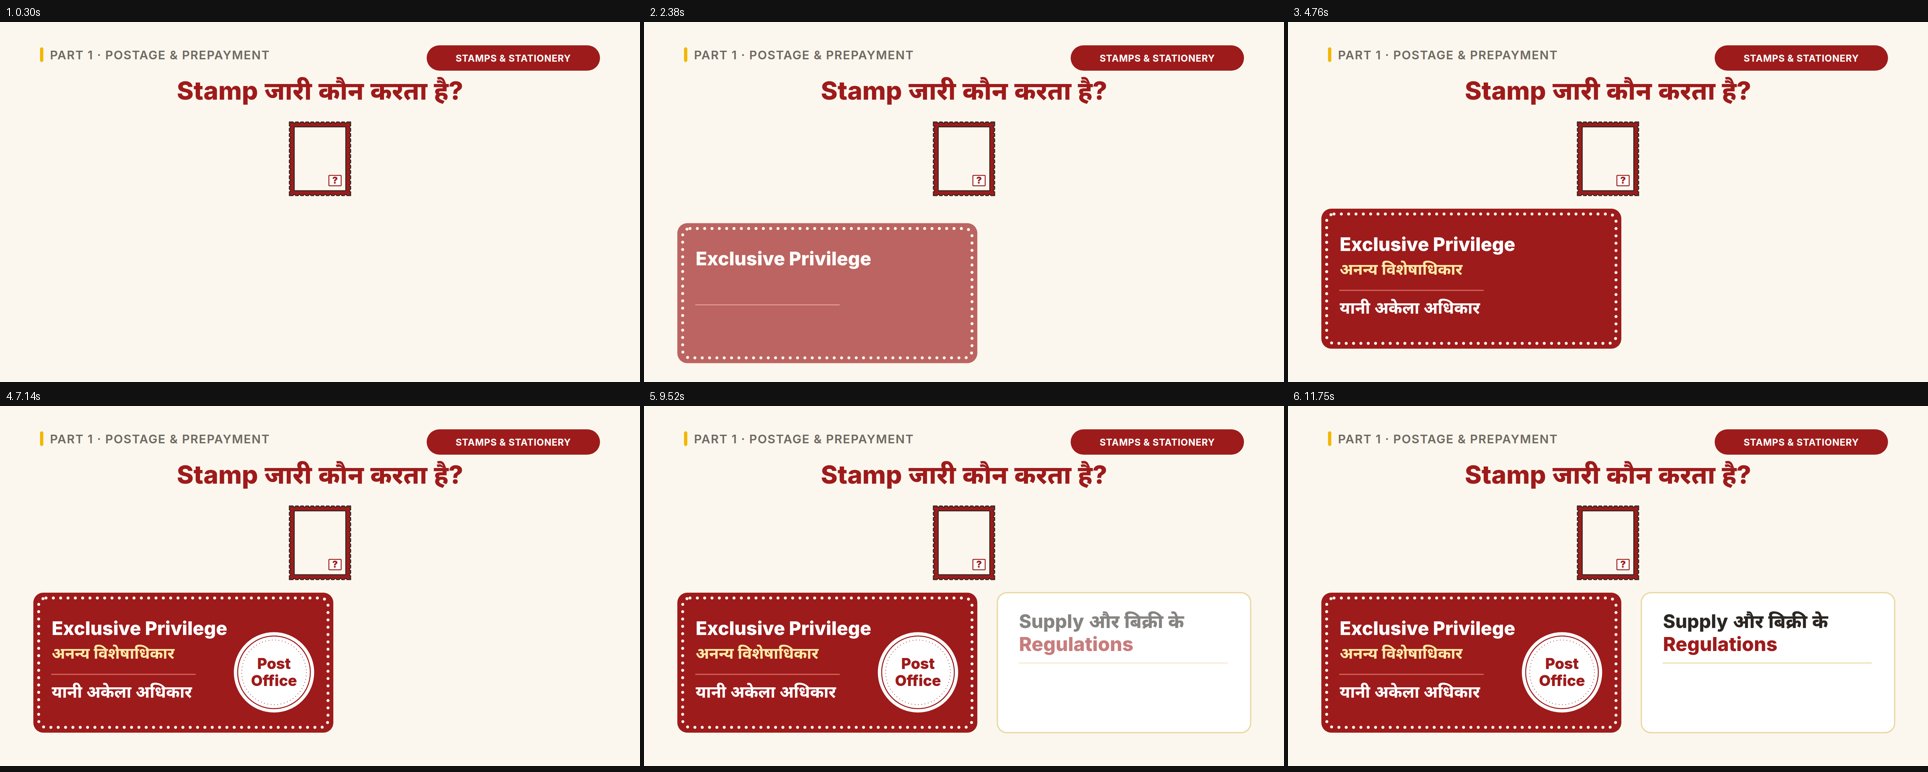 1. 0.30s
PART 1 · POSTAGE & PREPAYMENT
STAMPS & STATIONERY
Stamp जारी कौन करता है?
?
2. 2.38s
PART 1 · POSTAGE & PREPAYMENT
STAMPS & STATIONERY
Stamp जारी कौन करता है?
?
Exclusive Privilege
3. 4.76s
PART 1 · POSTAGE & PREPAYMENT
STAMPS & STATIONERY
Stamp जारी कौन करता है?
?
Exclusive Privilege
अनन्य विशेषाधिकार
यानी अकेला अधिकार
4. 7.14s
PART 1 · POSTAGE & PREPAYMENT
STAMPS & STATIONERY
Stamp जारी कौन करता है?
?
Exclusive Privilege
अनन्य विशेषाधिकार
यानी अकेला अधिकार
Post
Office
5. 9.52s
PART 1 · POSTAGE & PREPAYMENT
STAMPS & STATIONERY
Stamp जारी कौन करता है?
?
Exclusive Privilege
अनन्य विशेषाधिकार
यानी अकेला अधिकार
Post
Office
Supply और बिक्री के
Regulations
6. 11.75s
PART 1 · POSTAGE & PREPAYMENT
STAMPS & STATIONERY
Stamp जारी कौन करता है?
?
Exclusive Privilege
अनन्य विशेषाधिकार
यानी अकेला अधिकार
Post
Office
Supply और बिक्री के
Regulations